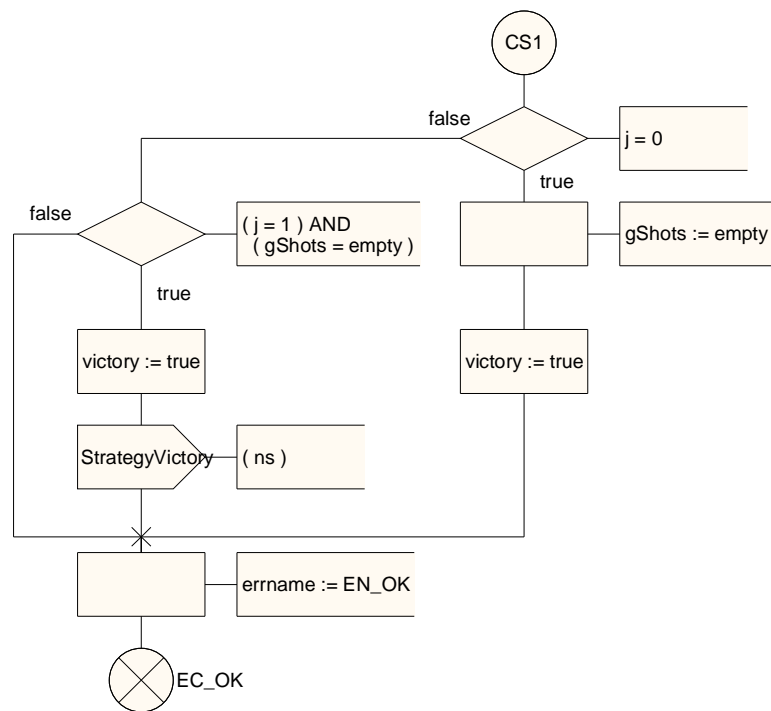 CS1
false
j = 0
true
false
( j = 1 ) AND
( gShots = empty )
gShots := empty
true
victory := true
victory := true
StrategyVictory
( ns )
errname := EN_OK
EC_OK